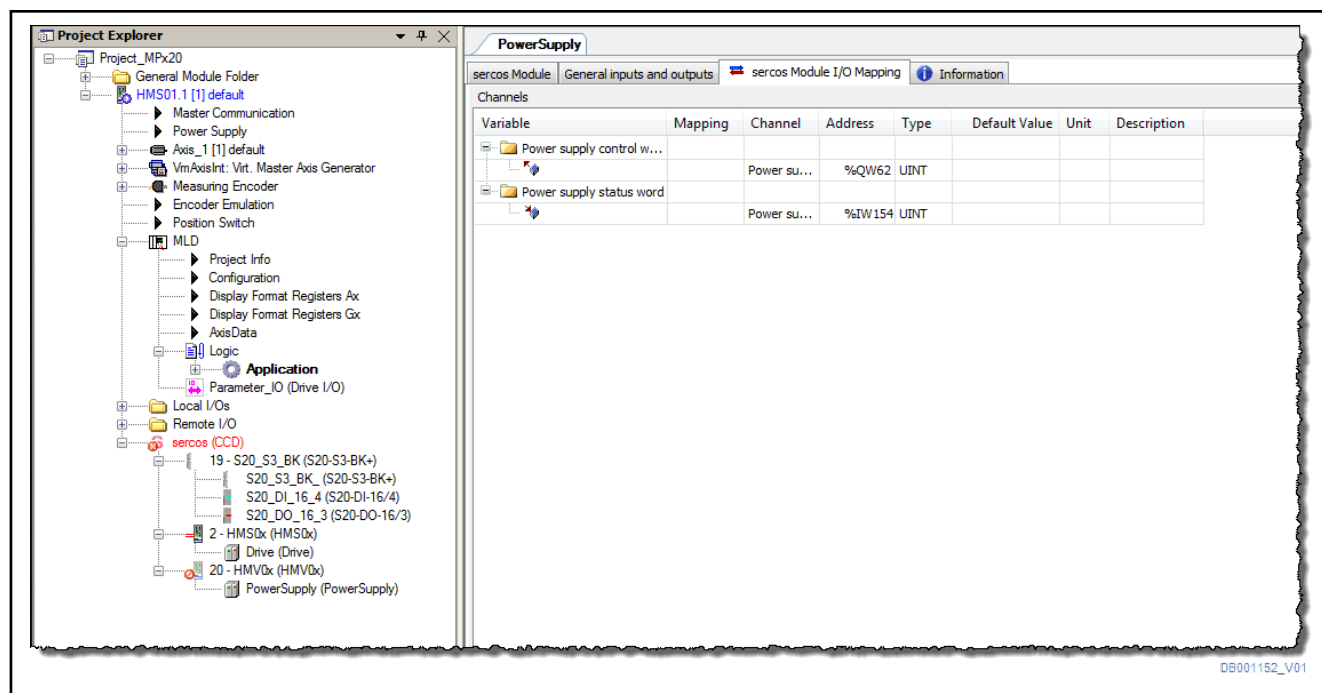 Project Explorer
Project_MPx20
General Module Folder
HMS01.1 [1] default
Master Communication
Power Supply
Axis_1 [1] default
VmAxisInt: Virt. Master Axis Generator
Measuring Encoder
Encoder Emulation
Position Switch
MLD
Project Info
Configuration
Display Format Registers Ax
Display Format Registers Gx
AxisData
Logic
Application
Parameter_IO (Drive I/O)
Local I/Os
Remote I/O
sercos (CCD)
19 - S20_S3_BK (S20-S3-BK+)
S20_S3_BK_ (S20-S3-BK+)
S20_DI_16_4 (S20-DI-16/4)
S20_DO_16_3 (S20-DO-16/3)
2 - HMS0x (HMS0x)
Drive (Drive)
20 - HMV0x (HMV0x)
PowerSupply (PowerSupply)
PowerSupply
sercos Module General inputs and outputs sercos Module I/O Mapping Information
Channels
Variable Mapping Channel Address Type Default Value Unit Description
Power supply control w...
Power su... %QW62 UINT
Power supply status word
Power su... %IW154 UINT
DB001152_V01